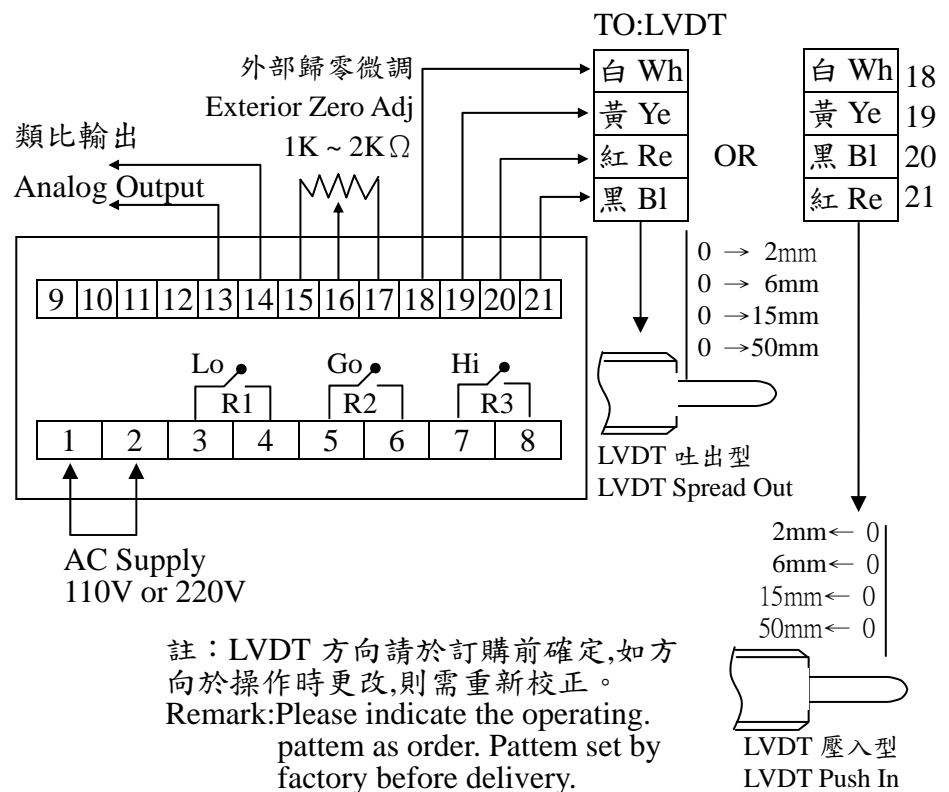 TO:LVDT
外部歸零微調
Exterior Zero Adj
1K ~ 2KΩ
類比輸出
Analog Output
白 Wh
黃 Ye
紅 Re
黑 Bl
OR
白 Wh 18
黃 Ye 19
黑 Bl 20
紅 Re 21
0 → 2mm
0 → 6mm
0 →15mm
0 →50mm
9 10 11 12 13 14 15 16 17 18 19 20 21
Lo Go Hi
R1 R2 R3
1 2 3 4 5 6 7 8
LVDT 吐出型
LVDT Spread Out
AC Supply
110V or 220V
2mm← 0
6mm← 0
15mm← 0
50mm← 0
註：LVDT 方向請於訂購前確定,如方
向於操作時更改,則需重新校正。
Remark:Please indicate the operating.
pattem as order. Pattem set by
factory before delivery.
LVDT 壓入型
LVDT Push In